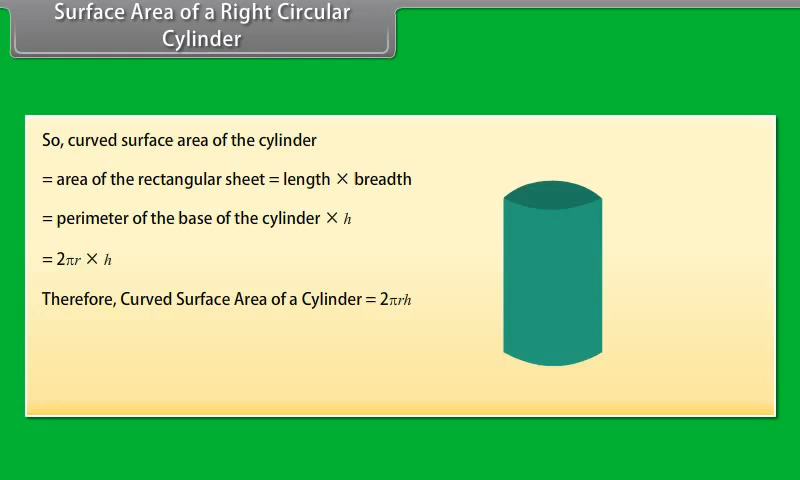 Surface Area of a Right Circular
Cylinder
So, curved surface area of the cylinder
= area of the rectangular sheet = length × breadth
= perimeter of the base of the cylinder × h
= 2πr × h
Therefore, Curved Surface Area of a Cylinder = 2πrh